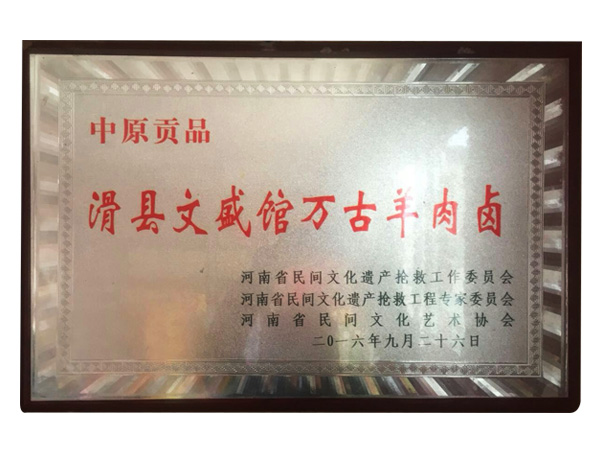 中原贡品
滑县文盛馆万古羊肉卤
河南省民间文化遗产抢救工作委员会
河南省民间文化遗产抢救工程专家委员会
河南省民间文化艺术协会
二0一六年九月二十六日